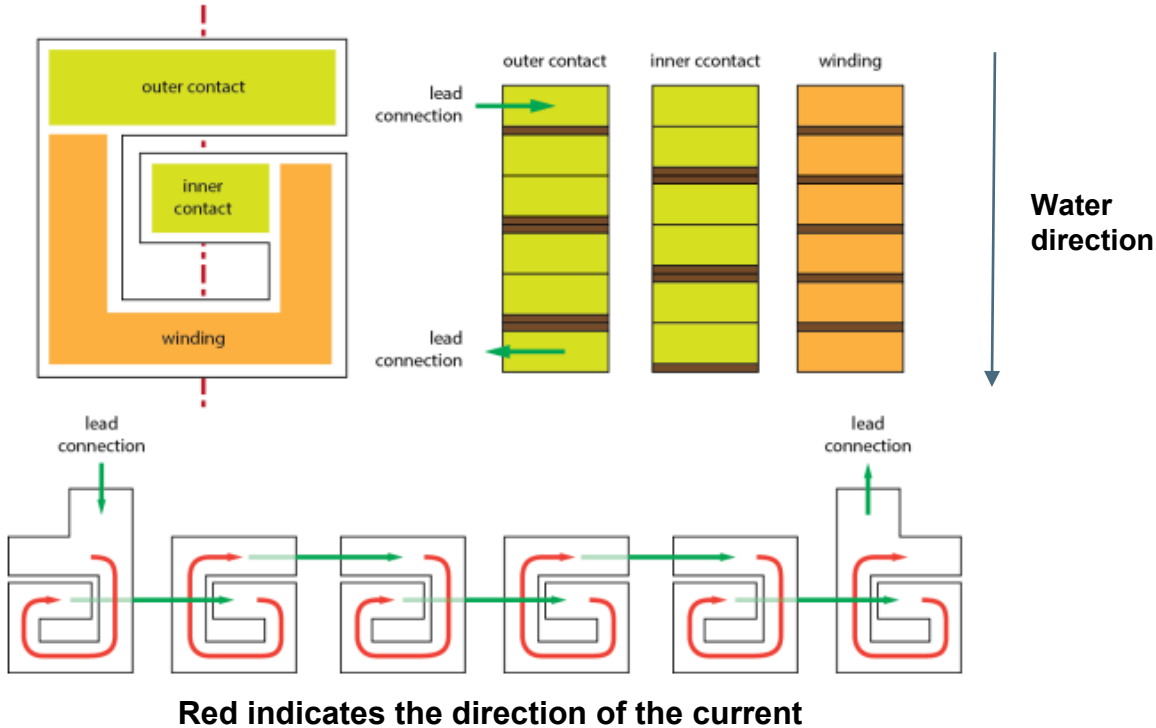 outer contact
winding
inner
contact
outer contact
inner ccontact
winding
lead
connection
lead
connection
Water
direction
lead
connection
lead
connection
Red indicates the direction of the current